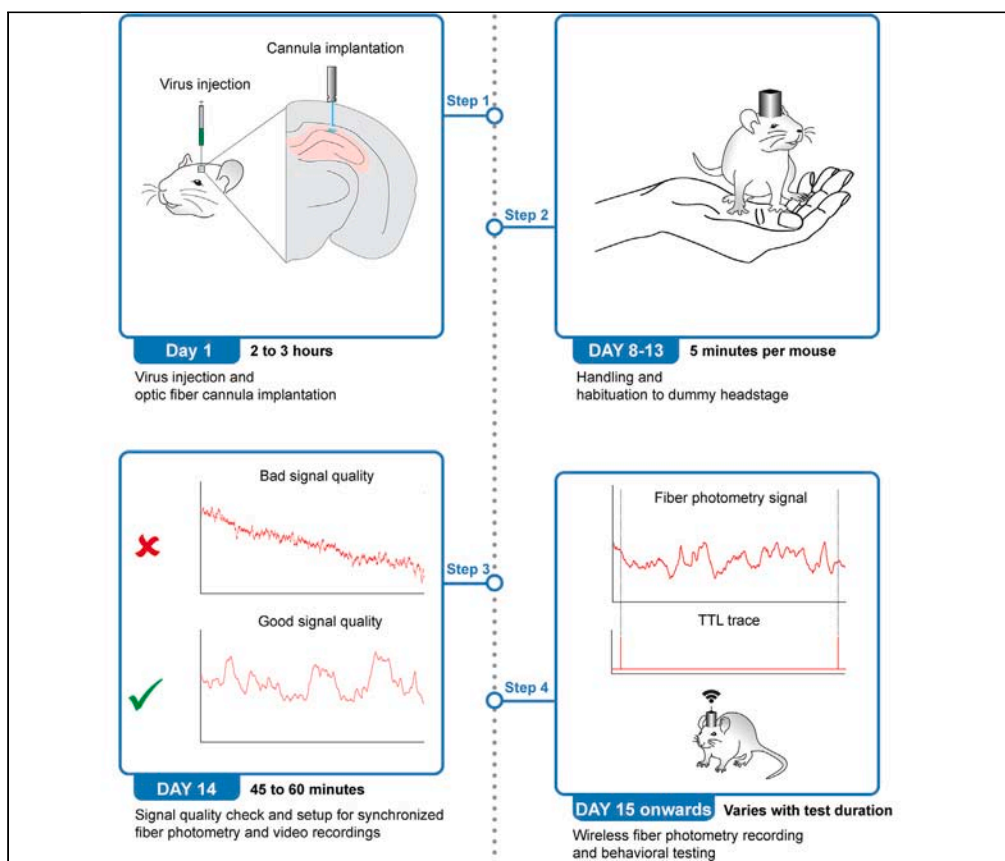 Cannula implantation
Virus injection
Step 1
Day 1
2 to 3 hours
Virus injection and
optic fiber cannula implantation
Step 2
DAY 8-13
5 minutes per mouse
Handling and
habituation to dummy headstage
Bad signal quality
Step 3
Good signal quality
DAY 14
45 to 60 minutes
Signal quality check and setup for synchronized
fiber photometry and video recordings
Fiber photometry signal
TTL trace
Step 4
DAY 15 onwards
Varies with test duration
Wireless fiber photometry recording
and behavioral testing